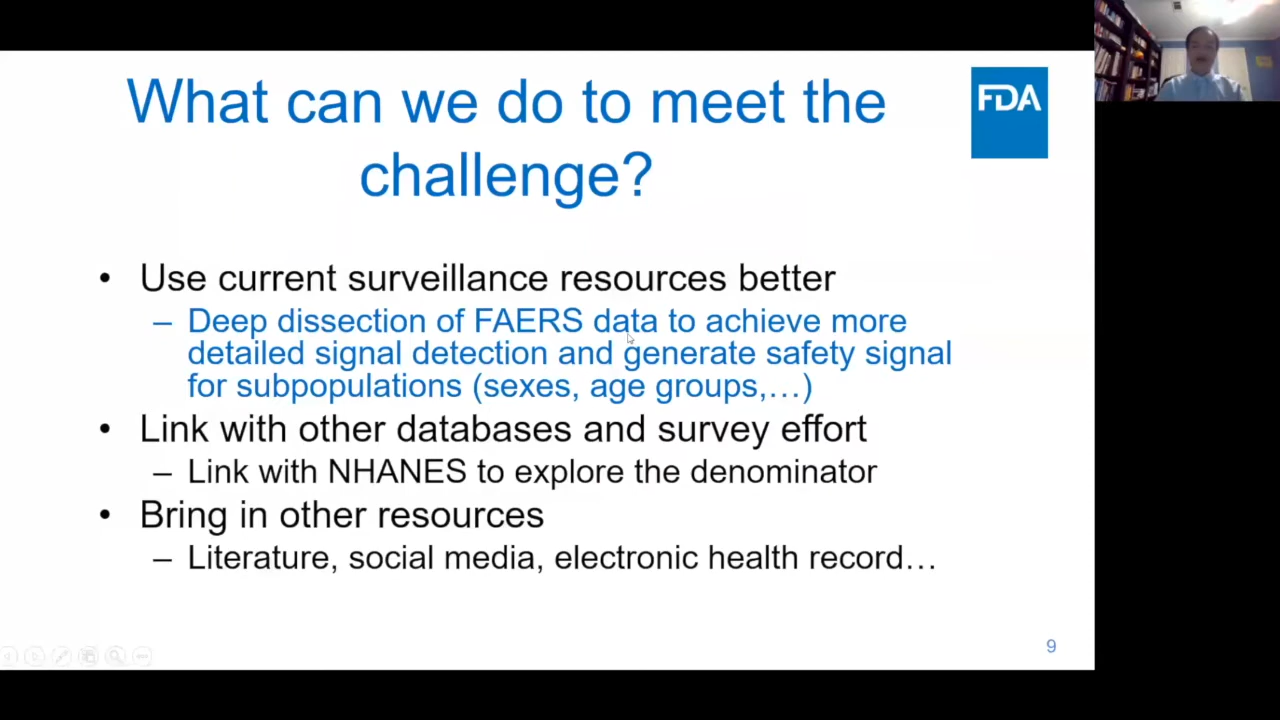 What can we do to meet the
challenge?
FDA
• Use current surveillance resources better
– Deep dissection of FAERS data to achieve more
detailed signal detection and generate safety signal
for subpopulations (sexes, age groups,…)
• Link with other databases and survey effort
– Link with NHANES to explore the denominator
• Bring in other resources
– Literature, social media, electronic health record…
9